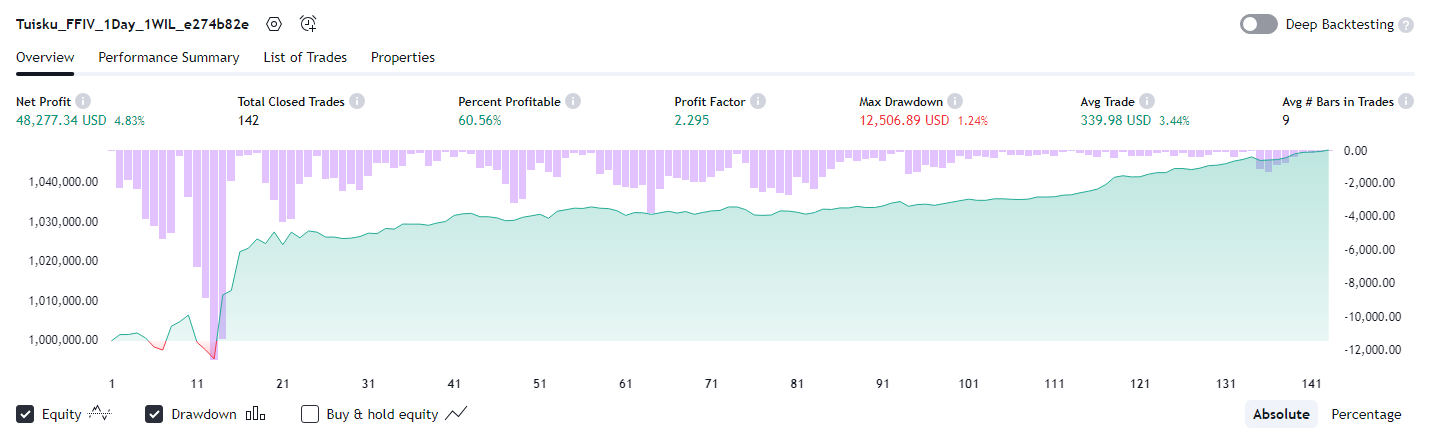 Tuisku_FFIV_1Day_1WIL_e274b82e
Deep Backtesting ?
Overview Performance Summary List of Trades Properties
Net Profit i Total Closed Trades i Percent Profitable i Profit Factor i Max Drawdown i Avg Trade i Avg # Bars in Trades i
48,277.34 USD 4.83% 142 60.56% 2.295 12,506.89 USD 1.24% 339.98 USD 3.44% 9
0.00
1,040,000.00 -2,000.00
1,030,000.00 -4,000.00
-6,000.00
1,020,000.00
-8,000.00
1,010,000.00
-10,000.00
1,000,000.00
-12,000.00
1 11 21 31 41 51 61 71 81 91 101 111 121 131 141
Equity Drawdown Buy & hold equity Absolute Percentage